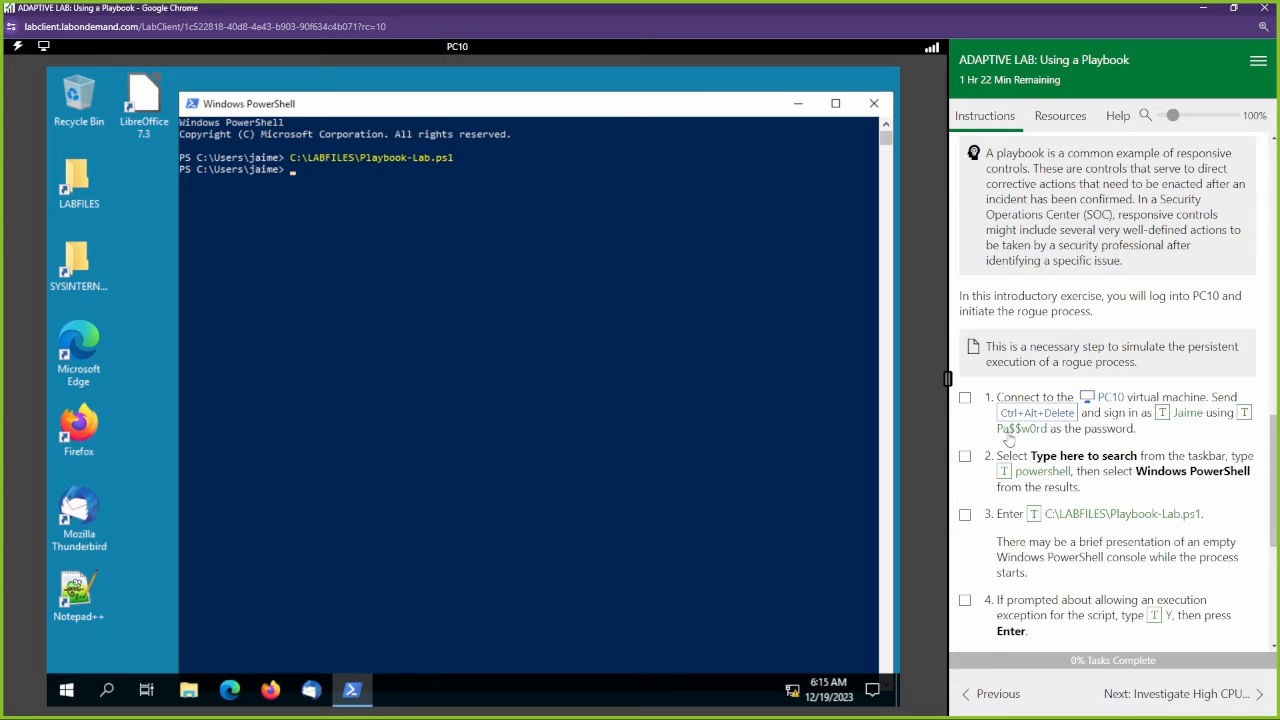 ADAPTIVE LAB: Using a Playbook - Google Chrome
labclient.labondemand.com/LabClient/1c522818-40d8-4e43-b903-90f634c4b071?rc=10
PC10
Recycle Bin
LibreOffice
7.3
LABFILES
SYSINTERN...
Microsoft
Edge
Firefox
Mozilla
Thunderbird
Notepad++
Windows PowerShell
Windows PowerShell
Copyright (C) Microsoft Corporation. All rights reserved.
PS C:\Users\jaime> C:\LABFILES\Playbook-Lab.ps1
PS C:\Users\jaime>
6:15 AM
12/19/2023
ADAPTIVE LAB: Using a Playbook
1 Hr 22 Min Remaining
Instructions Resources Help 100%
A playbook is a common example of responsive
controls. These are controls that serve to direct
corrective actions that need to be enacted after an
incident has been confirmed. In a Security
Operations Center (SOC), responsive controls
might include several very well-defined actions to
be taken by a security professional after
identifying a specific issue.
In this introductory exercise, you will log into PC10 and
initiate the rogue process.
This is a necessary step to simulate the persistent
execution of a rogue process.
1. Connect to the PC10 virtual machine. Send
Ctrl+Alt+Delete and sign in as T Jaime using T
Pa$$w0rd as the password.
2. Select Type here to search from the taskbar, type
T powershell, then select Windows PowerShell
from the results.
3. Enter T C:\LABFILES\Playbook-Lab.ps1.
There may be a brief presentation of an empty
Windows PowerShell console while the process
starts.
4. If prompted about allowing an execution
exception for the script, type T Y, then press
Enter.
0% Tasks Complete
Previous Next: Investigate High CPU...